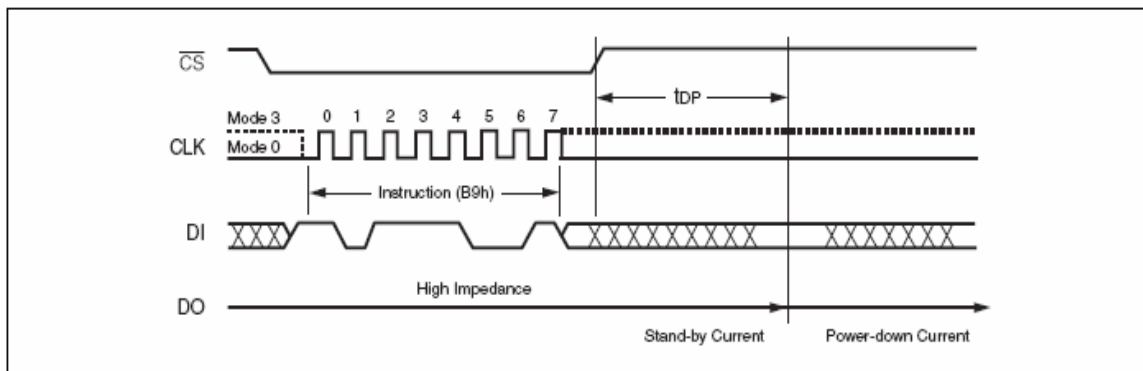 CS
tDP
Mode 3
0 1 2 3 4 5 6 7
CLK
Mode 0
Instruction (B9h)
DI
High Impedance
DO
Stand-by Current
Power-down Current